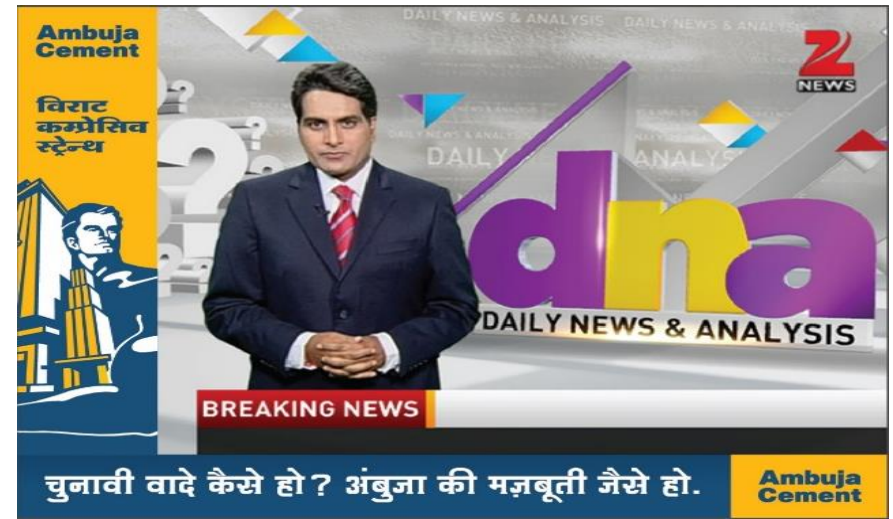 Ambuja
Cement
विराट
कम्प्रेसिव
स्ट्रेन्थ
DAILY NEWS & ANALYSIS DAILY NEWS & ANALYSIS
Z
NEWS
DAILY
ANALYS
dna
DAILY NEWS & ANALYSIS
BREAKING NEWS
चुनावी वादे कैसे हो? अंबुजा की मज़बूती जैसे हो.
Ambuja
Cement